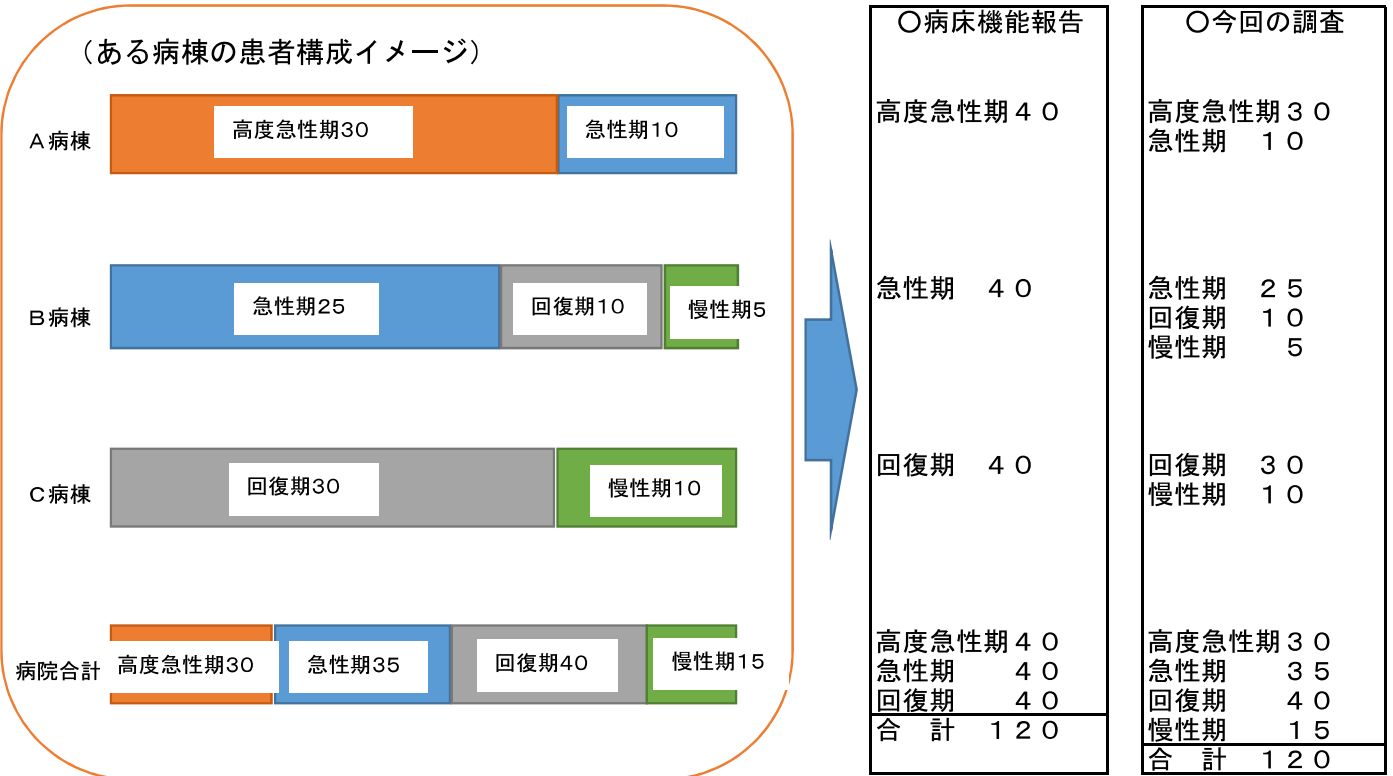 （ある病棟の患者構成イメージ）
Ａ病棟
高度急性期30
急性期10
Ｂ病棟
急性期25
回復期10
慢性期5
Ｃ病棟
回復期30
慢性期10
病院合計
高度急性期30
急性期35
回復期40
慢性期15
〇病床機能報告
高度急性期４０
急性期　４０
回復期　４０
高度急性期４０
急性期　　４０
回復期　　４０
合　計　１２０
〇今回の調査
高度急性期３０
急性期　１０
急性期　２５
回復期　１０
慢性期　　５
回復期　３０
慢性期　１０
高度急性期３０
急性期　　３５
回復期　　４０
慢性期　　１５
合　計　１２０